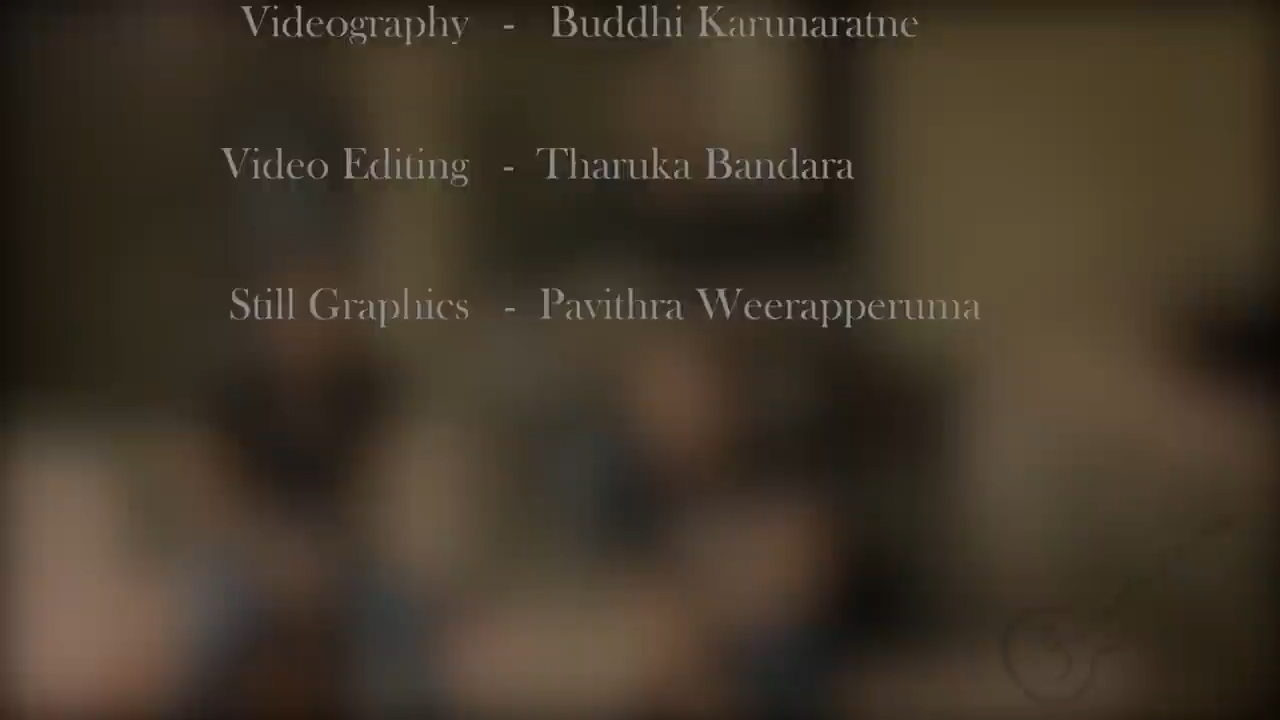 Videography - Buddhi Karunaratne
Video Editing - Tharuka Bandara
Still Graphics - Pavithra Weerapperuma